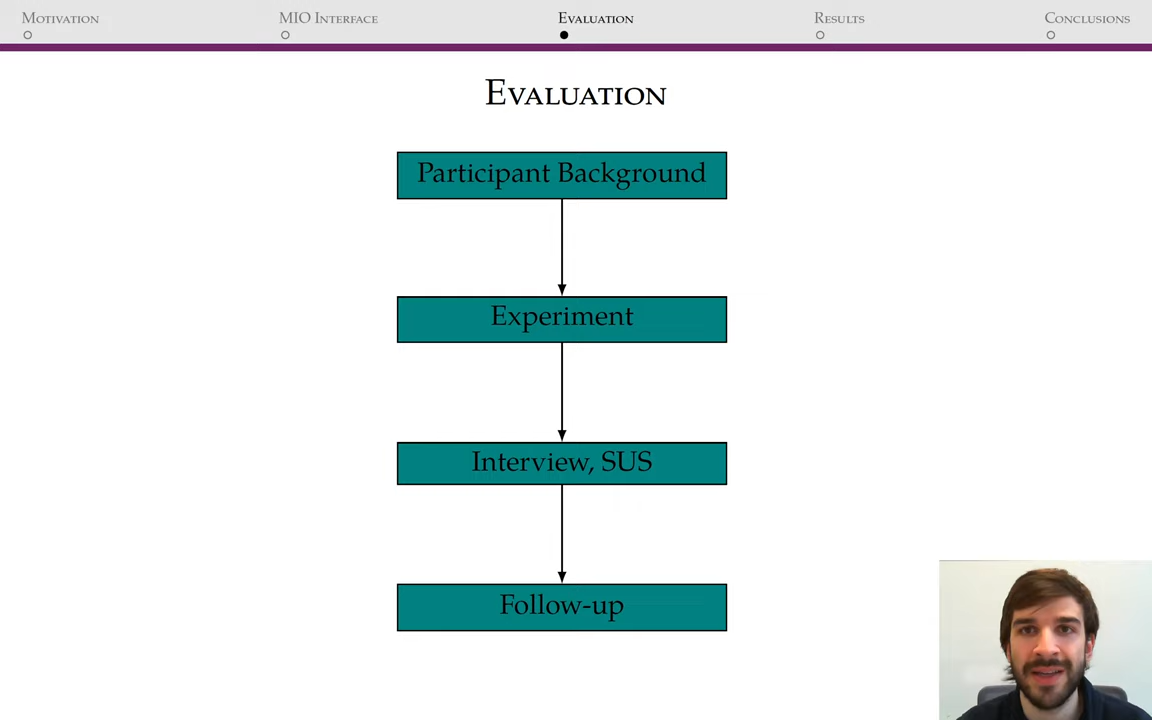 Motivation
MIO Interface
Evaluation
Results
Conclusions
Evaluation
Participant Background
Experiment
Interview, SUS
Follow-up